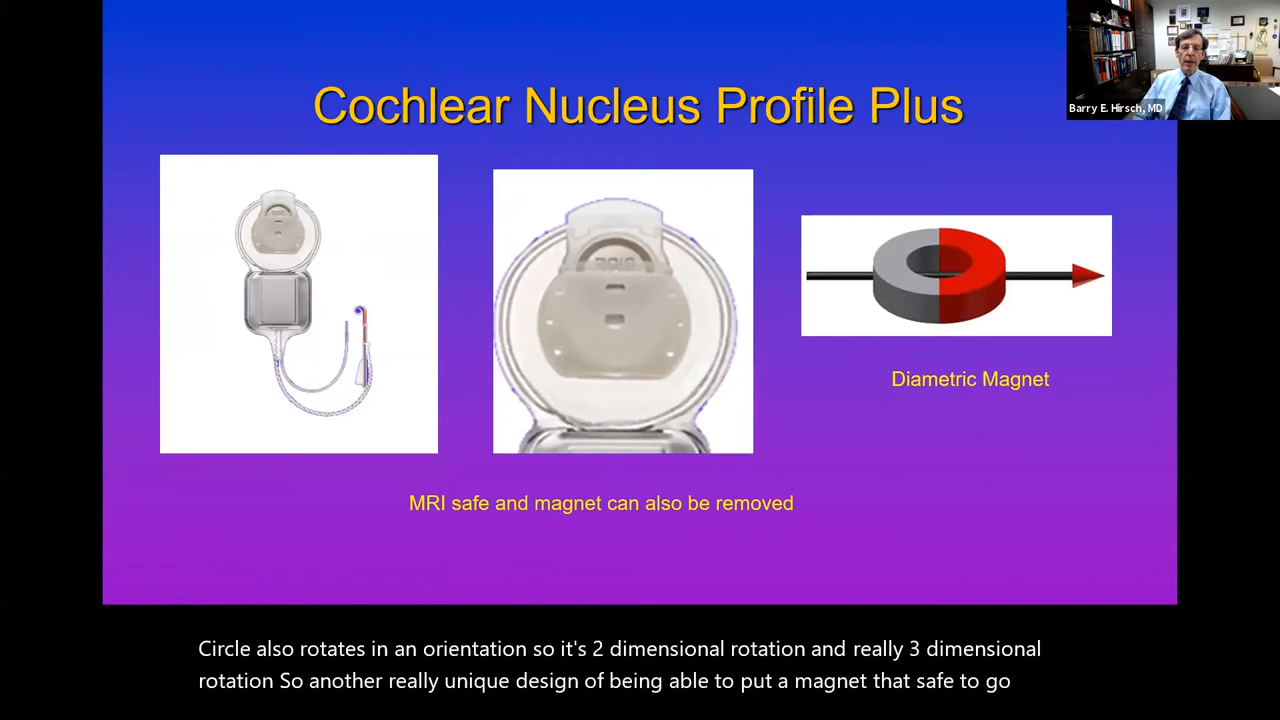 Cochlear Nucleus Profile Plus
Barry E. Hirsch, MD
Diametric Magnet
MRI safe and magnet can also be removed
Circle also rotates in an orientation so it's 2 dimensional rotation and really 3 dimensional
rotation So another really unique design of being able to put a magnet that safe to go